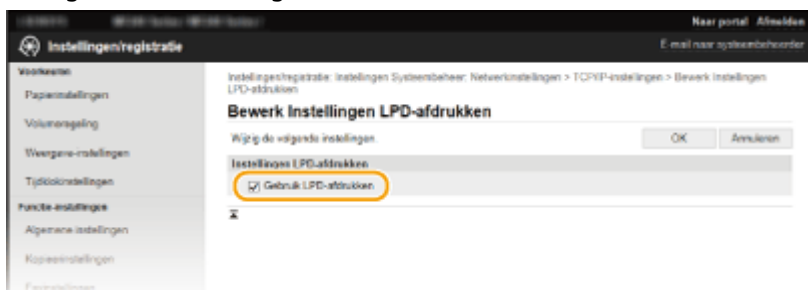 Naar portal Afmelden
Instellingen/registratie
E-mail naar systeembeheerder
Voorkeuren
Papierinstellingen
Volumeregeling
Weergave-instellingen
Tijdklokinstellingen
Functie-instellingen
Algemene instellingen
Kopieerinstellingen
Instellingen/registratie: Instellingen Systeembeheer: Netwerkinstellingen > TCP/IP-instellingen > Bewerk Instellingen
LPD-afdrukken
Bewerk Instellingen LPD-afdrukken
Wijzig de volgende instellingen.
OK Annuleren
Instellingen LPD-afdrukken
Gebruik LPD-afdrukken